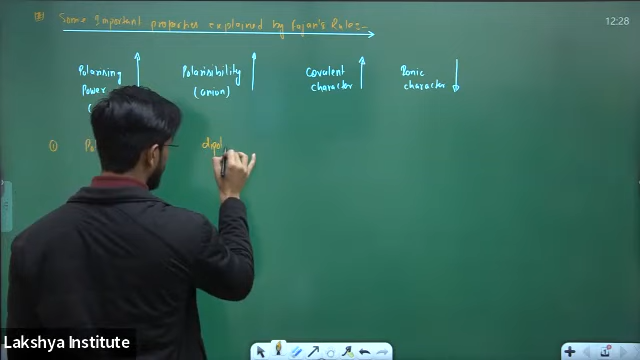 Some Important properties explained by Fajan's Rule:-
12:28
Polarising Polarisibility Covalent Ionic
Power (anion) character character
(1) dipol
Lakshya Institute